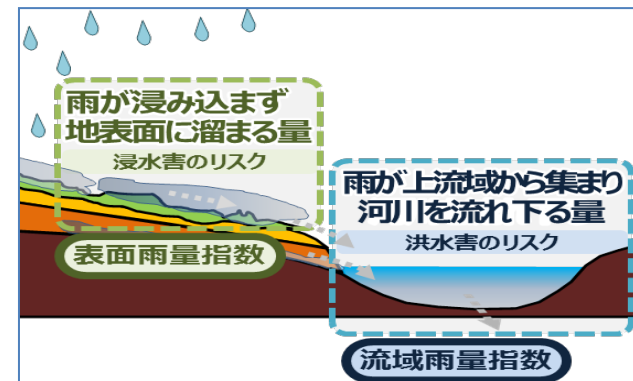 雨が浸み込まず
地表面に溜まる量
浸水害のリスク
表面雨量指数
雨が上流域から集まり
河川を流れ下る量
洪水害のリスク
流域雨量指数